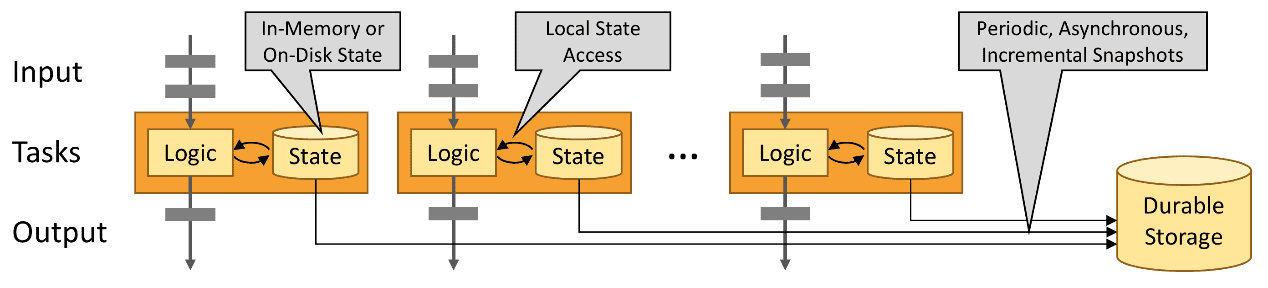 In-Memory or
On-Disk State
Local State
Access
Periodic, Asynchronous,
Incremental Snapshots
Input
Tasks
Logic
State
Logic
State
...
Logic
State
Output
Durable
Storage